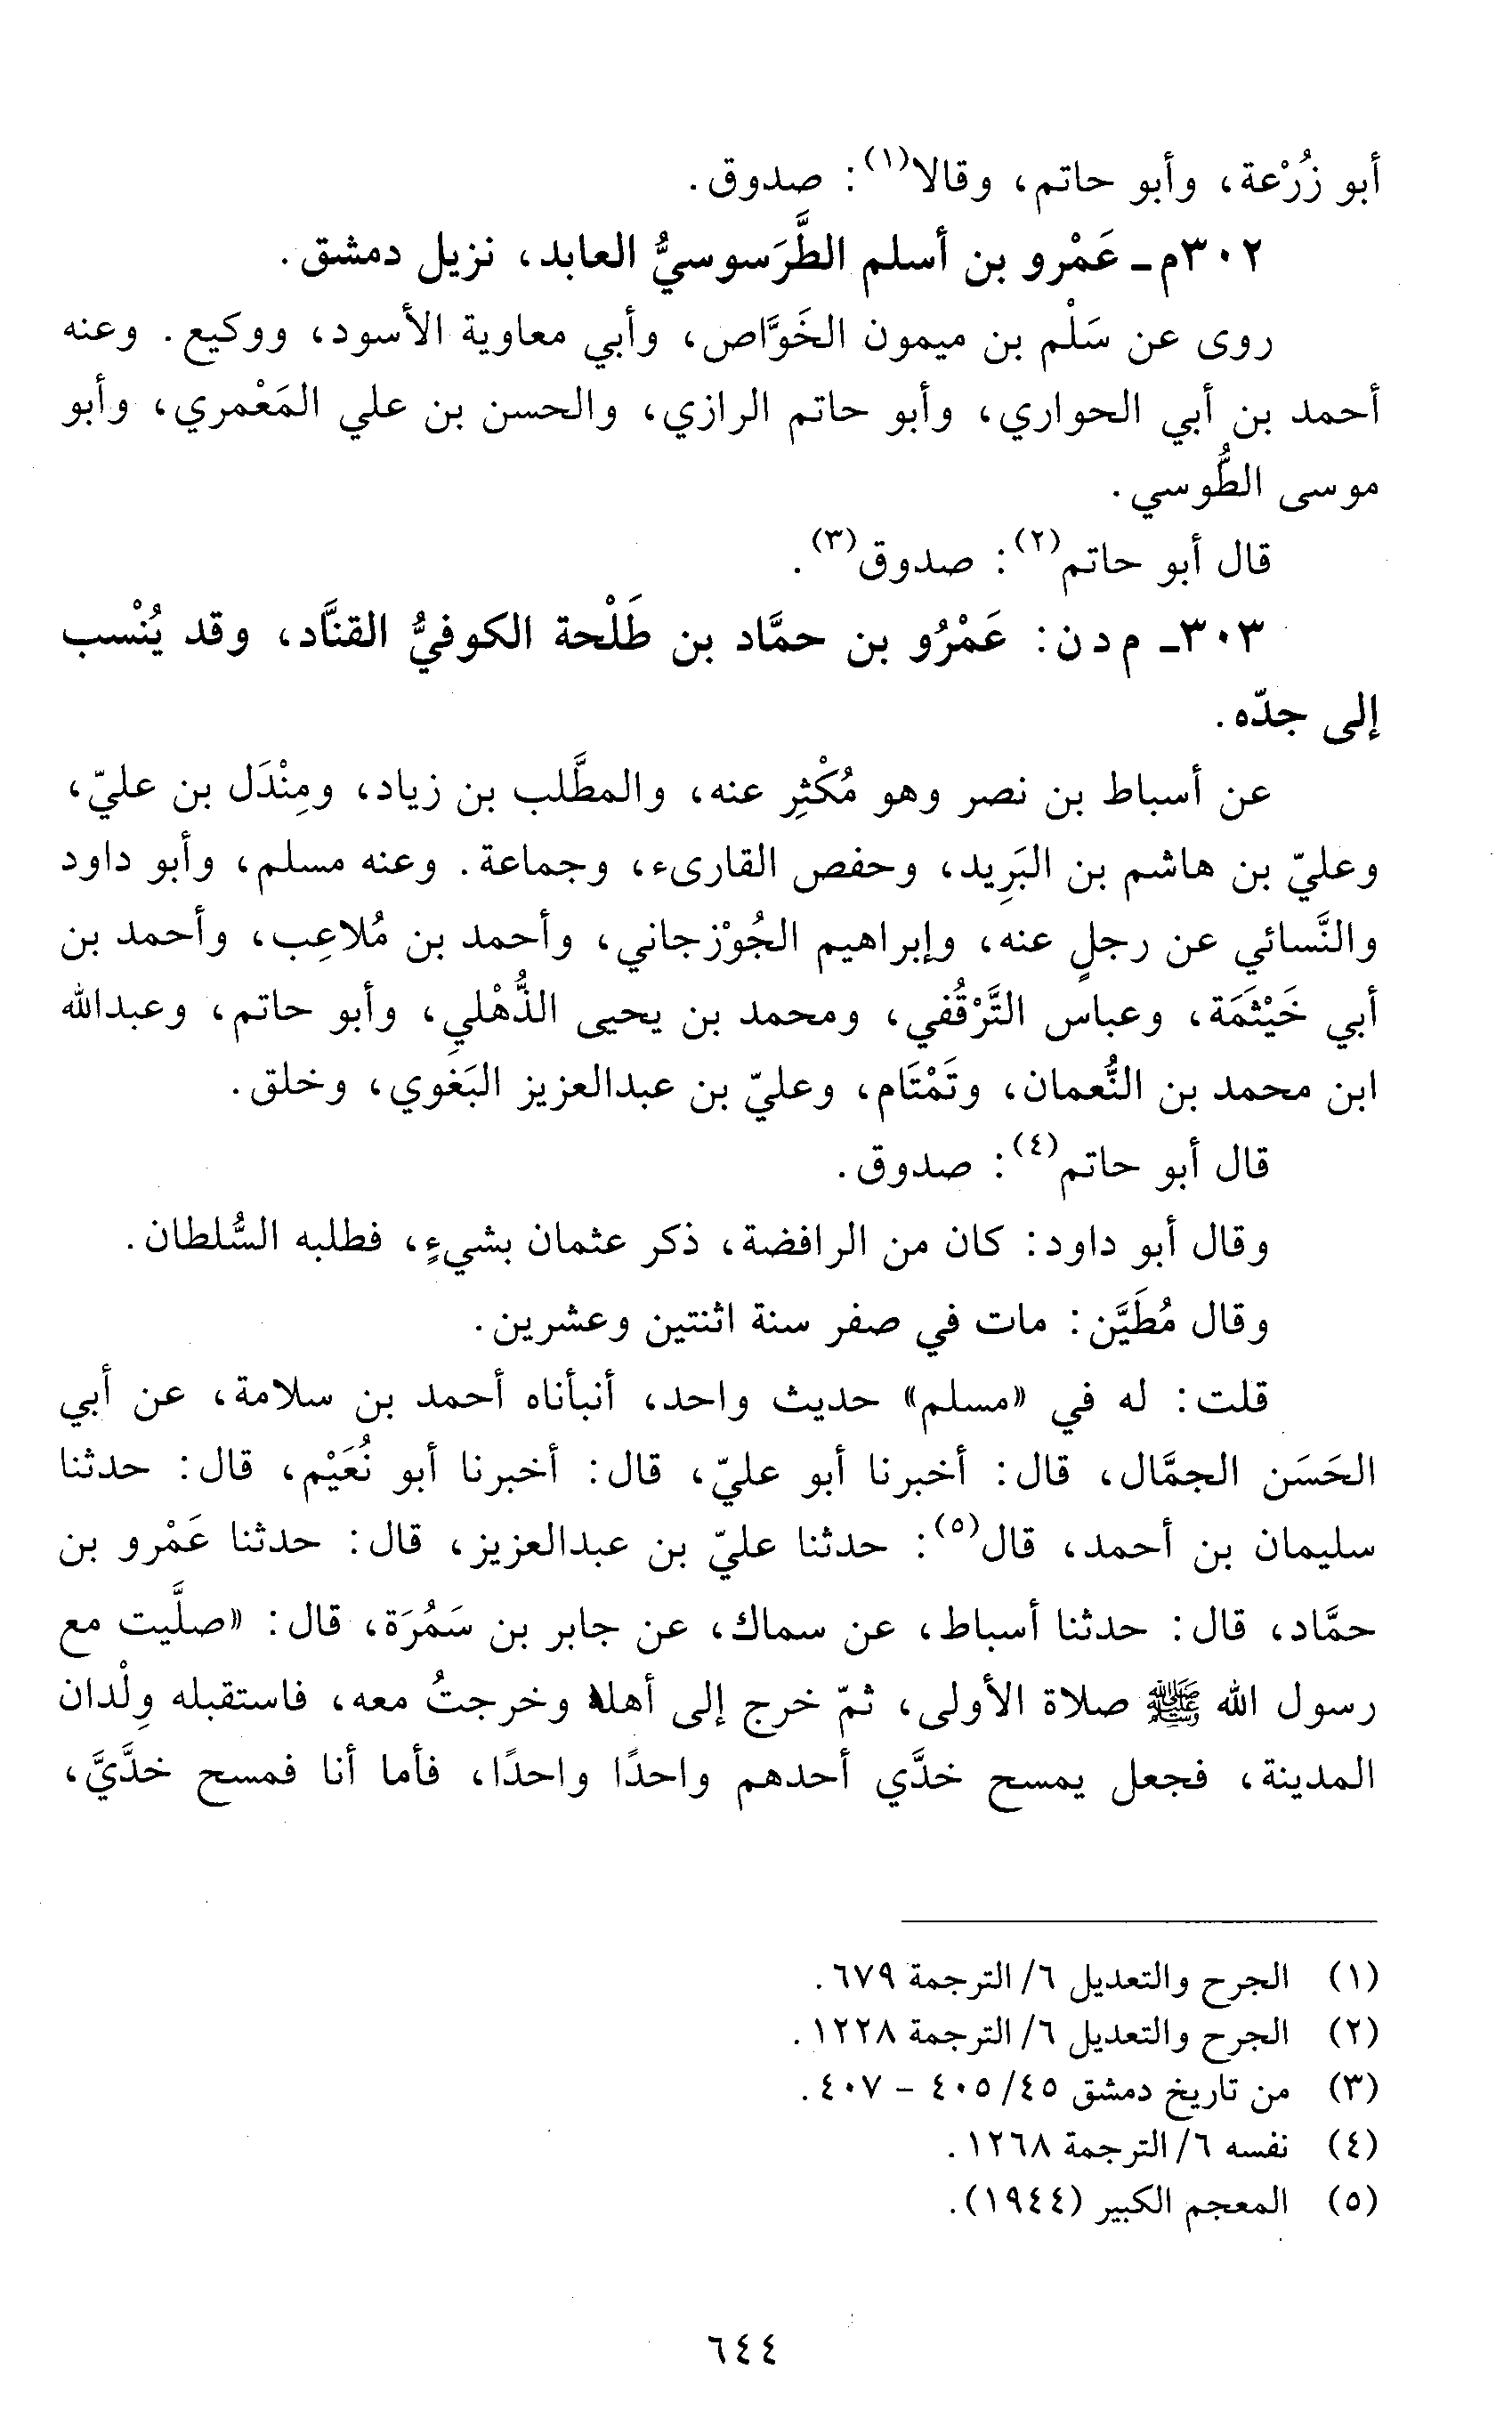 أبو زُرْعة، وأبو حاتم، وقالا(١): صدوق.
٣٠٢م- عَمْرو بن أسلم الطَّرَسوسيُّ العابد، نزيل دمشق.
روى عن سَلْم بن ميمون الخَوَّاص، وأبي معاوية الأسود، ووكيع. وعنه
أحمد بن أبي الحواري، وأبو حاتم الرازي، والحسن بن علي المَعْمري، وأبو
موسى الطُّوسي.
قال أبو حاتم(٢): صدوق(٣).
٣٠٣- م د ن: عَمْرُو بن حمَّاد بن طَلْحة الكوفيُّ القنَّاد، وقد يُنْسب
إلى جدّه.
عن أسباط بن نصر وهو مُكْثِر عنه، والمطَّلب بن زياد، ومِنْدَل بن عليّ،
وعليّ بن هاشم بن البَرِيد، وحفص القارىء، وجماعة. وعنه مسلم، وأبو داود
والنَّسائي عن رجلٍ عنه، وإبراهيم الجُوْزجاني، وأحمد بن مُلاعِب، وأحمد بن
أبي خَيْثَمَة، وعباس التَّرْقُفي، ومحمد بن يحيى الذُّهْلي، وأبو حاتم، وعبدالله
ابن محمد بن النُّعمان، وتَمْتَام، وعليّ بن عبدالعزيز البَغوي، وخلق.
قال أبو حاتم(٤): صدوق.
وقال أبو داود: كان من الرافضة، ذكر عثمان بشيءٍ، فطلبه السُّلطان.
وقال مُطَيَّن: مات في صفر سنة اثنتين وعشرين.
قلت: له في «مسلم» حديث واحد، أنبأناه أحمد بن سلامة، عن أبي
الحَسَن الجمَّال، قال: أخبرنا أبو عليّ، قال: أخبرنا أبو نُعَيْم، قال: حدثنا
سليمان بن أحمد، قال(٥): حدثنا عليّ بن عبدالعزيز، قال: حدثنا عَمْرو بن
حمَّاد، قال: حدثنا أسباط، عن سماك، عن جابر بن سَمُرَة، قال: «صلَّيت مع
رسول الله ﷺ صلاة الأولى، ثمّ خرج إلى أهله وخرجتُ معه، فاستقبله وِلْدان
المدينة، فجعل يمسح خدَّي أحدهم واحدًا واحدًا، فأما أنا فمسح خدَّيَّ،
(١) الجرح والتعديل ٦/ الترجمة ٦٧٩.
(٢) الجرح والتعديل ٦/ الترجمة ١٢٢٨.
(٣) من تاريخ دمشق ٤٥/ ٤٠٥ - ٤٠٧.
(٤) نفسه ٦/ الترجمة ١٢٦٨.
(٥) المعجم الكبير (١٩٤٤).
٦٤٤